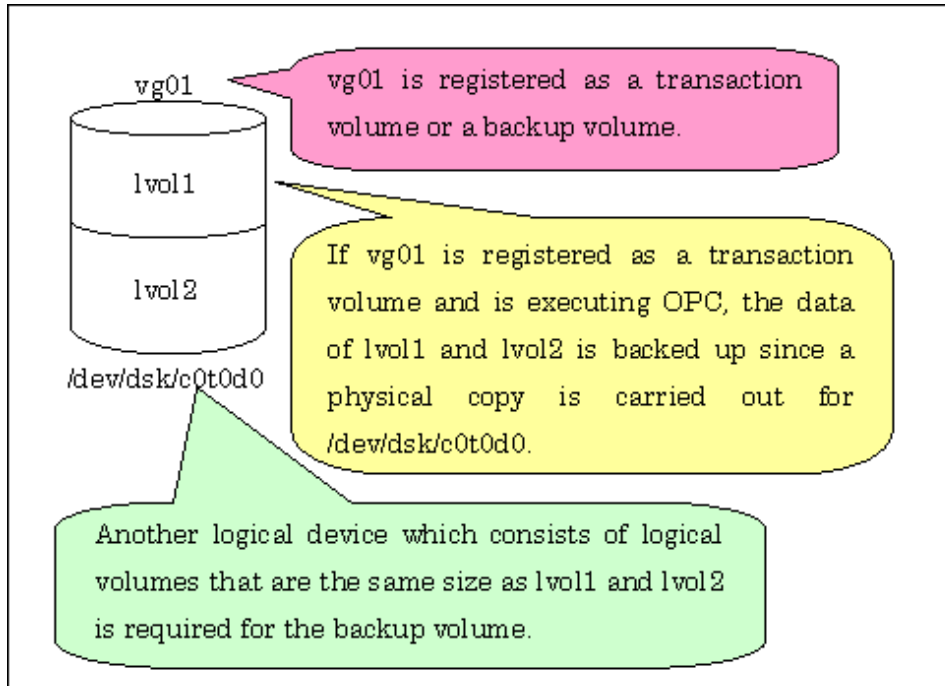 vg01
vg01 is registered as a transaction
volume or a backup volume.
lvol1
lvol2
/dev/dsk/c0t0d0
If vg01 is registered as a transaction
volume and is executing OPC, the data
of lvol1 and lvol2 is backed up since a
physical copy is carried out for
/dev/dsk/c0t0d0.
Another logical device which consists of logical
volumes that are the same size as lvol1 and lvol2
is required for the backup volume.